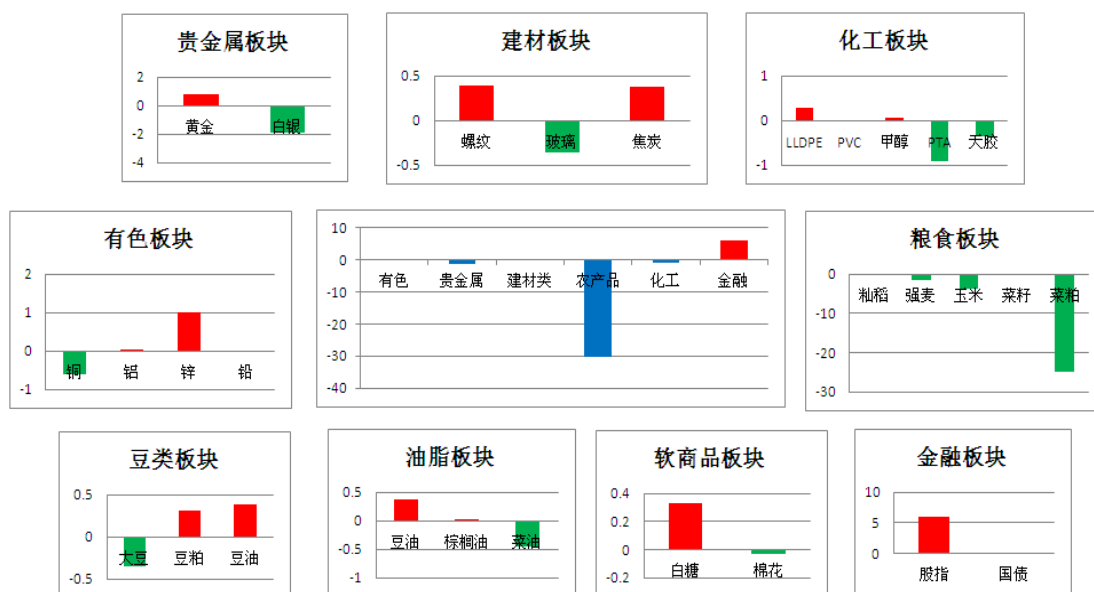 贵金属板块
2
0
-2
-4
黄金 白银
建材板块
0.5
0
-0.5
螺纹 玻璃 焦炭
化工板块
1
0
-1
LLDPE PVC 甲醇 PTA 天胶
有色板块
2
1
0
-1
铜 铝 锌 铅
10
0
-10
-20
-30
-40
有色 贵金属 建材类 农产品 化工 金融
粮食板块
0
-10
-20
-30
籼稻 强麦 玉米 菜籽 菜粕
豆类板块
0.5
0
-0.5
大豆 豆粕 豆油
油脂板块
0.5
0
-0.5
-1
豆油 棕榈油 菜油
软商品板块
0.4
0.2
0
-0.2
白糖 棉花
金融板块
10
5
0
股指 国债